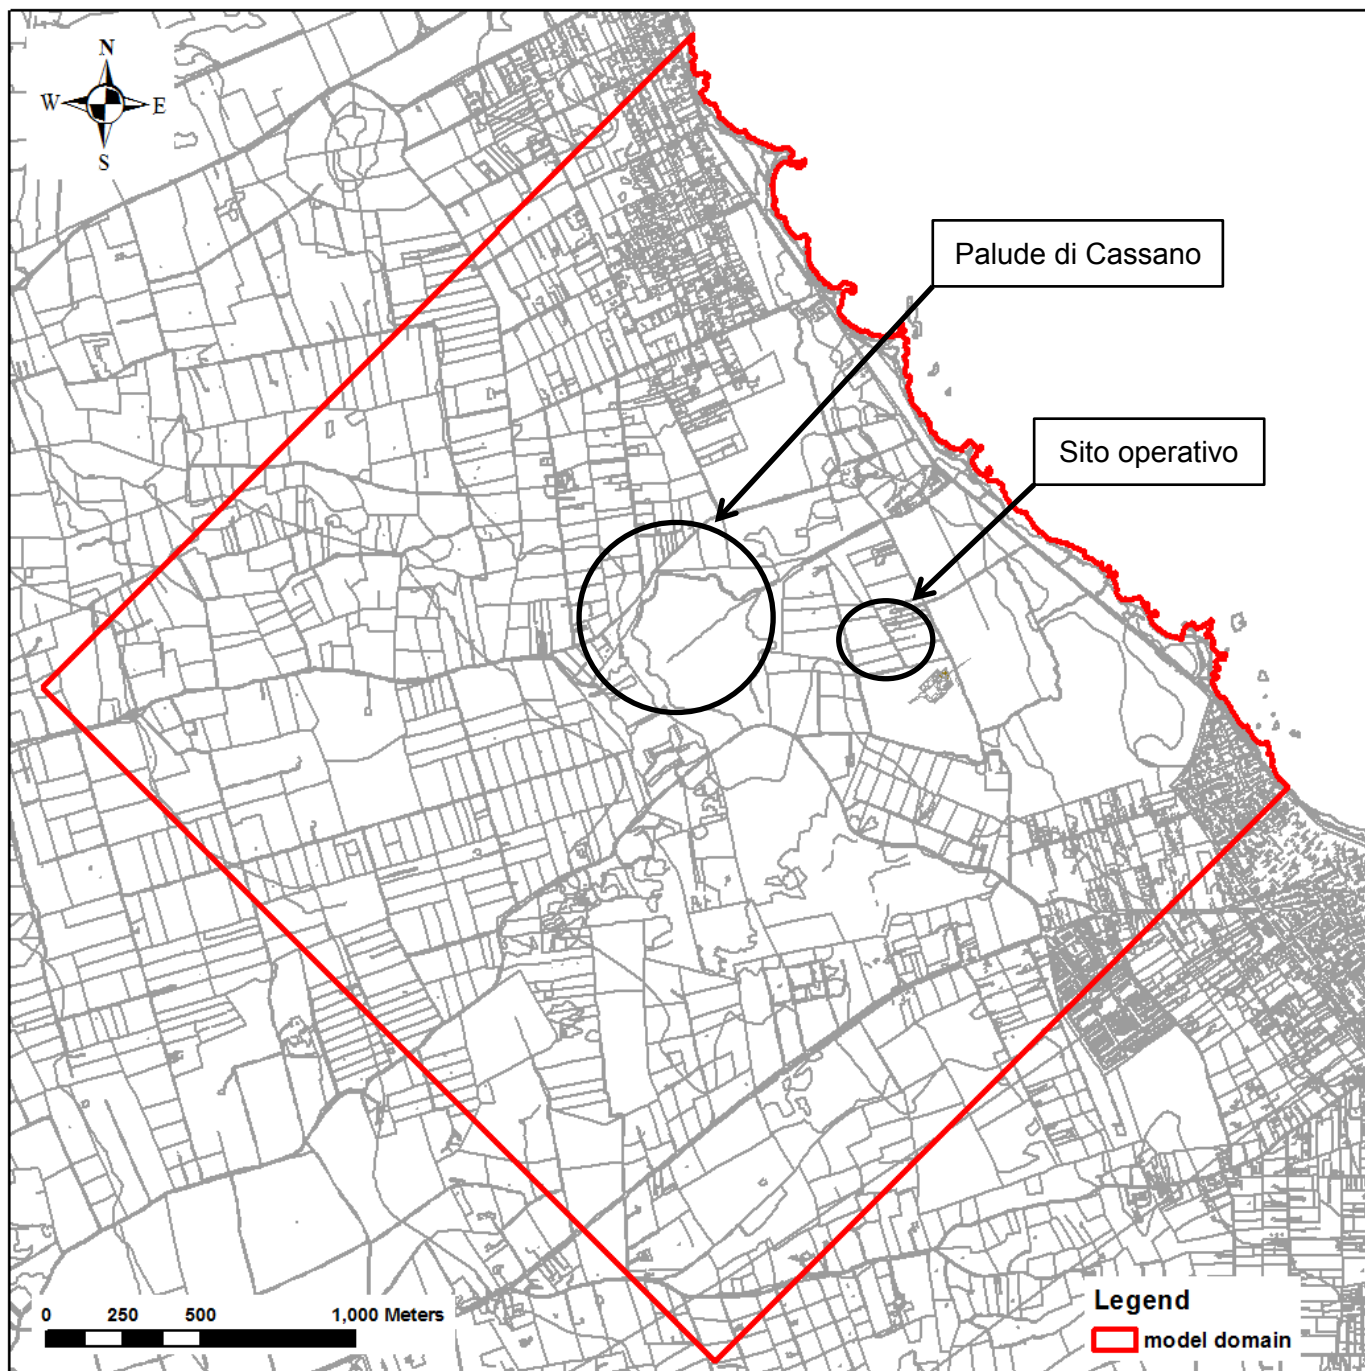 N
W E
S
Palude di Cassano
Sito operativo
0 250 500 1,000 Meters
Legend
model domain